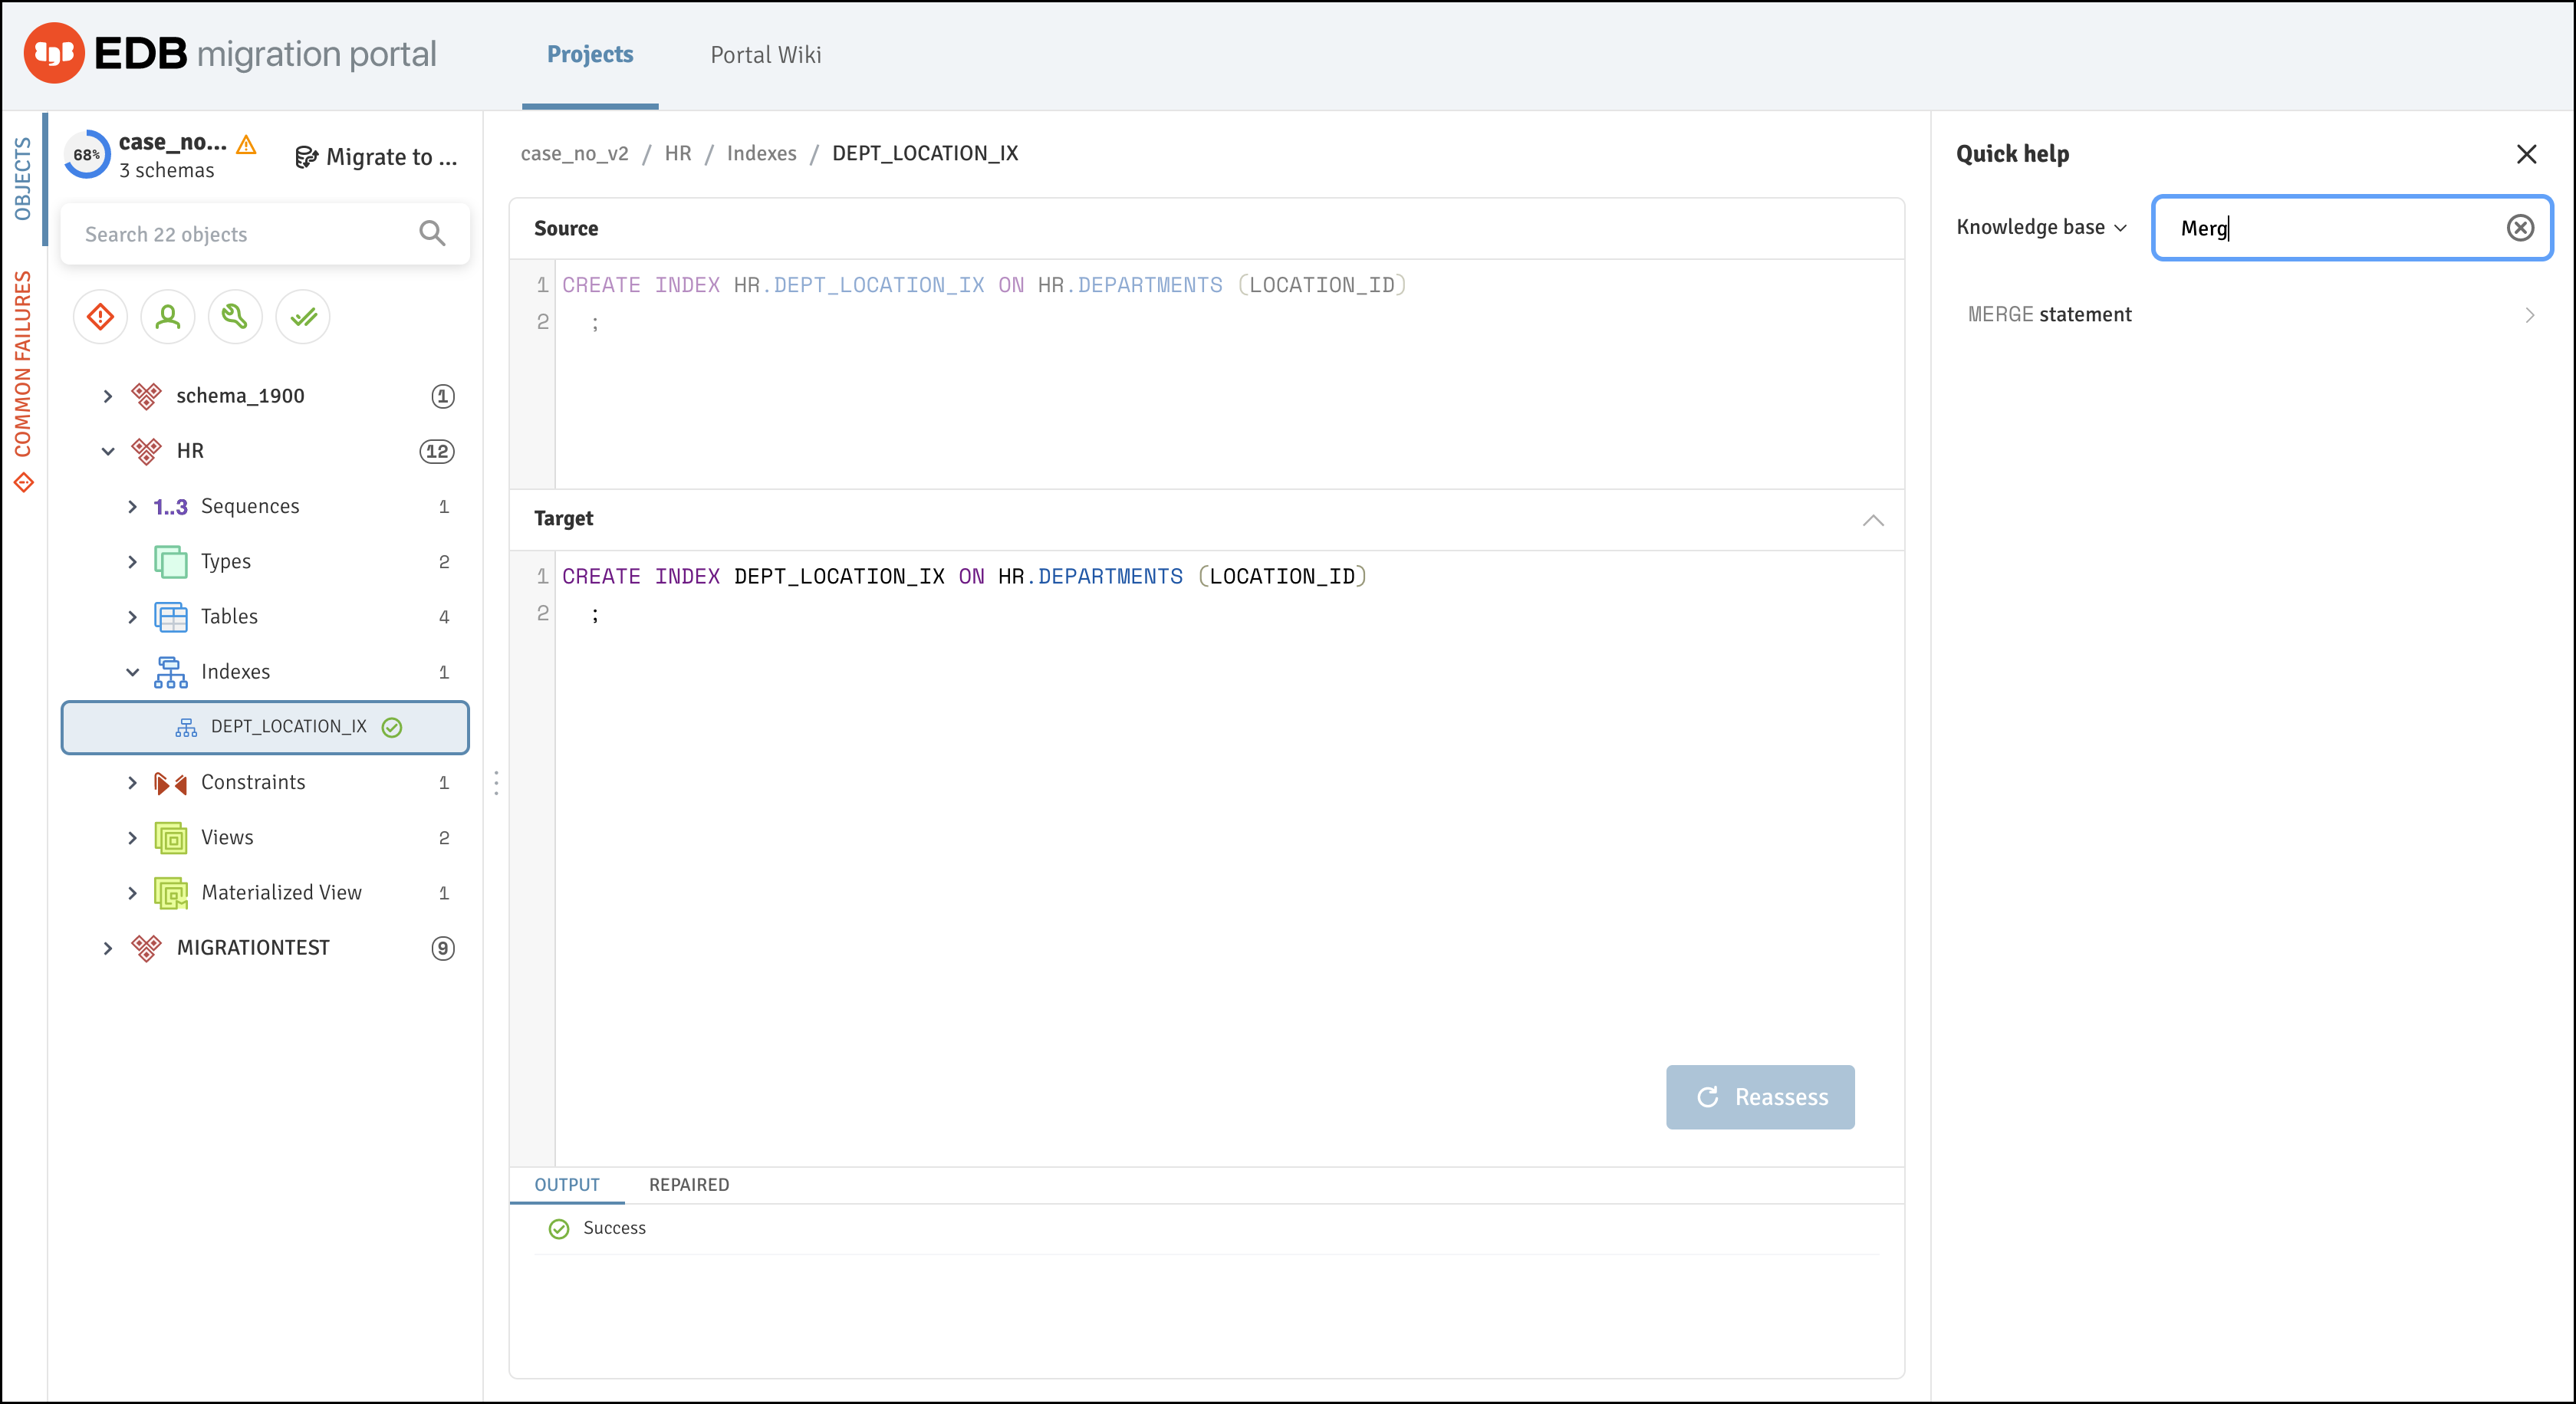 EDB migration portal
Projects
Portal Wiki
OBJECTS
COMMON FAILURES
68%
case_no...
3 schemas
Migrate to ...
Search 22 objects
schema_1900 1
HR 12
1..3 Sequences 1
Types 2
Tables 4
Indexes 1
DEPT_LOCATION_IX
Constraints 1
Views 2
Materialized View 1
MIGRATIONTEST 9
case_no_v2 / HR / Indexes / DEPT_LOCATION_IX
Source
1 CREATE INDEX HR.DEPT_LOCATION_IX ON HR.DEPARTMENTS (LOCATION_ID)
2 ;
Target
1 CREATE INDEX DEPT_LOCATION_IX ON HR.DEPARTMENTS (LOCATION_ID)
2 ;
Reassess
OUTPUT REPAIRED
Success
Quick help
Knowledge base
Merg
MERGE statement